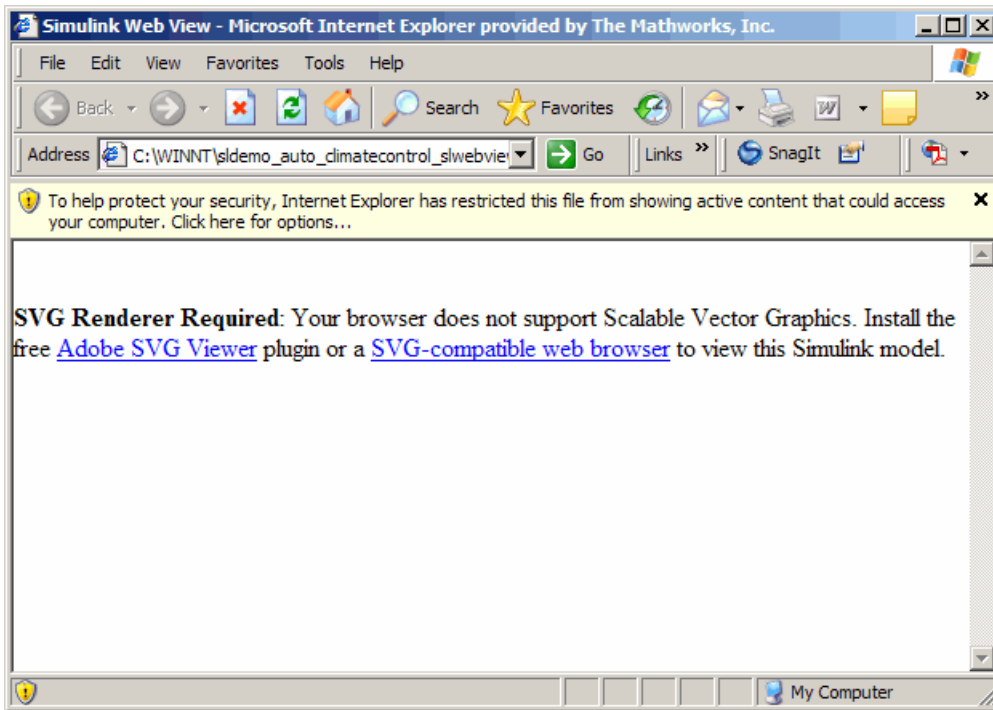 Simulink Web View - Microsoft Internet Explorer provided by The Mathworks, Inc.
File Edit View Favorites Tools Help
Back Search Favorites W »
Address C:\WINNT\sldemo_auto_climatecontrol_slwebview Go Links » SnagIt
To help protect your security, Internet Explorer has restricted this file from showing active content that could access
your computer. Click here for options...
SVG Renderer Required: Your browser does not support Scalable Vector Graphics. Install the
free Adobe SVG Viewer plugin or a SVG-compatible web browser to view this Simulink model.
My Computer